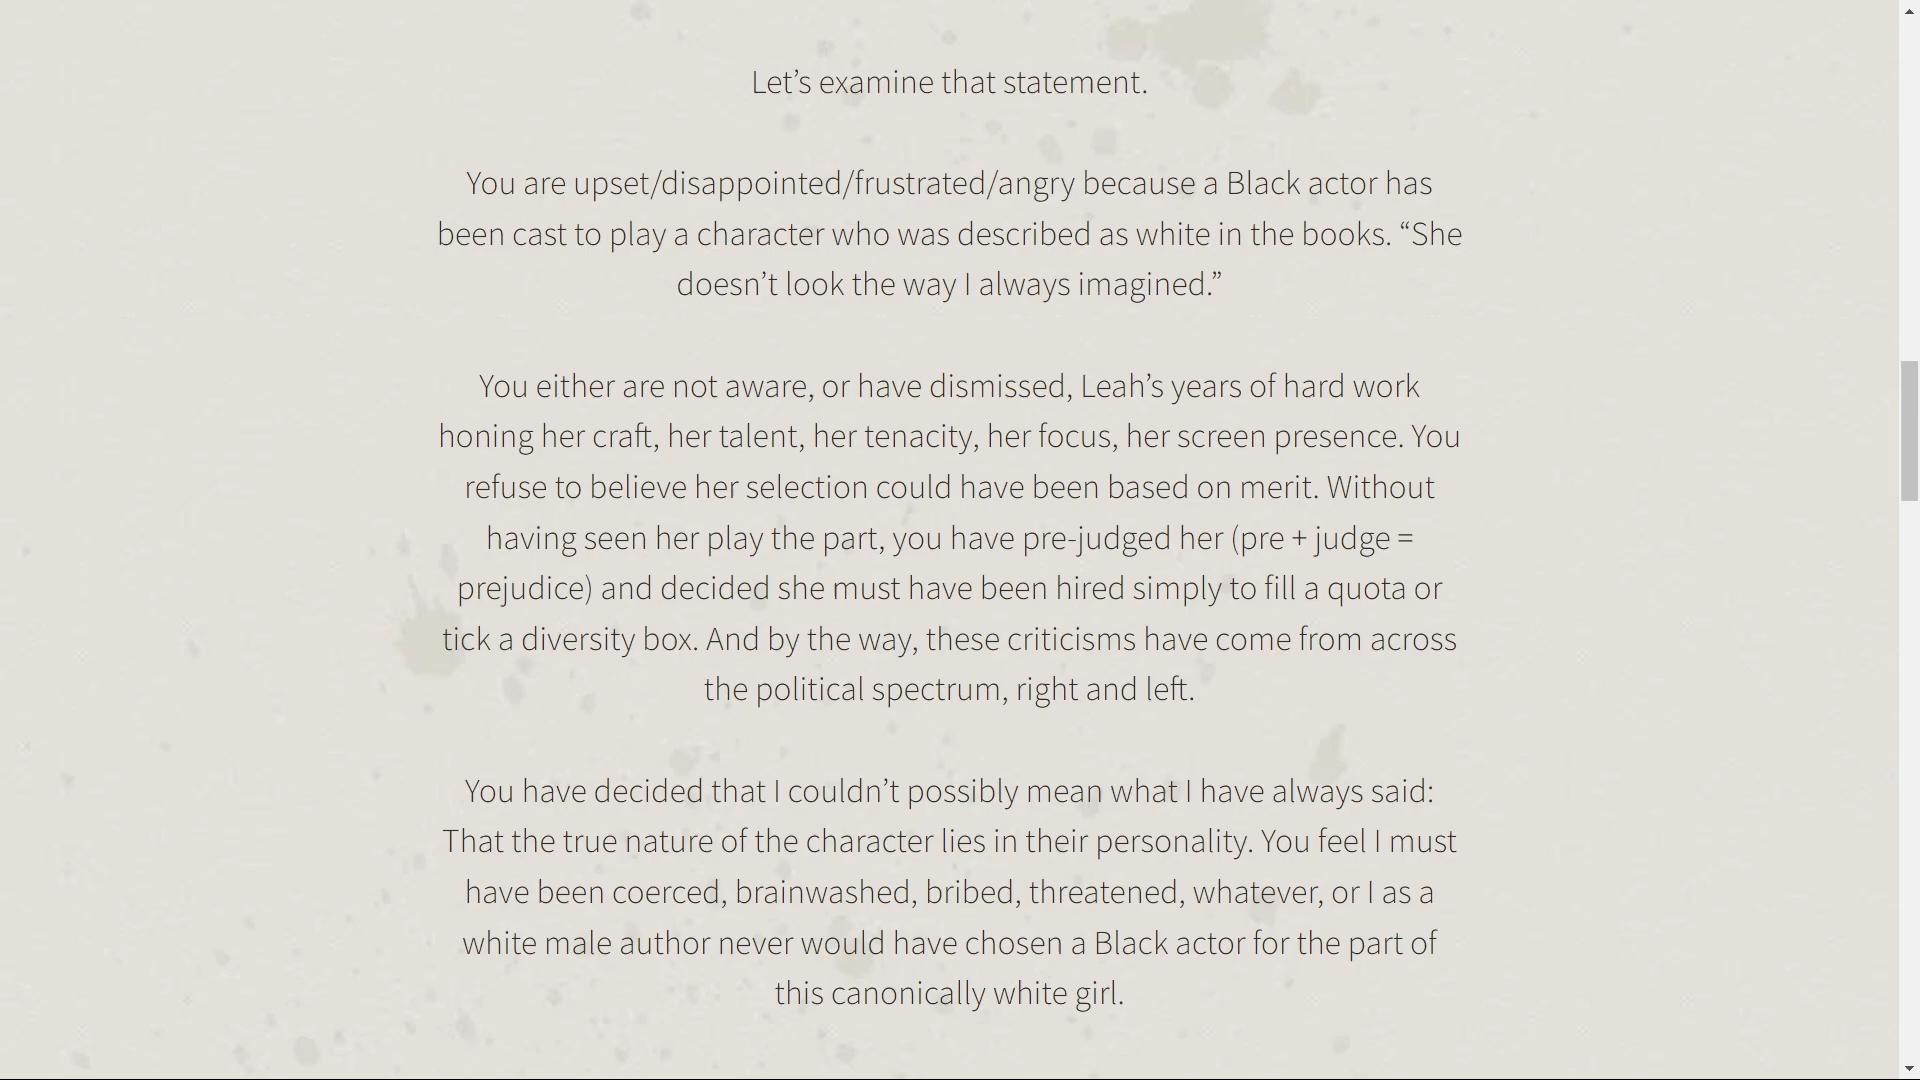 Let’s examine that statement.
You are upset/disappointed/frustrated/angry because a Black actor has
been cast to play a character who was described as white in the books. “She
doesn’t look the way I always imagined.”
You either are not aware, or have dismissed, Leah’s years of hard work
honing her craft, her talent, her tenacity, her focus, her screen presence. You
refuse to believe her selection could have been based on merit. Without
having seen her play the part, you have pre-judged her (pre + judge =
prejudice) and decided she must have been hired simply to fill a quota or
tick a diversity box. And by the way, these criticisms have come from across
the political spectrum, right and left.
You have decided that I couldn’t possibly mean what I have always said:
That the true nature of the character lies in their personality. You feel I must
have been coerced, brainwashed, bribed, threatened, whatever, or I as a
white male author never would have chosen a Black actor for the part of
this canonically white girl.